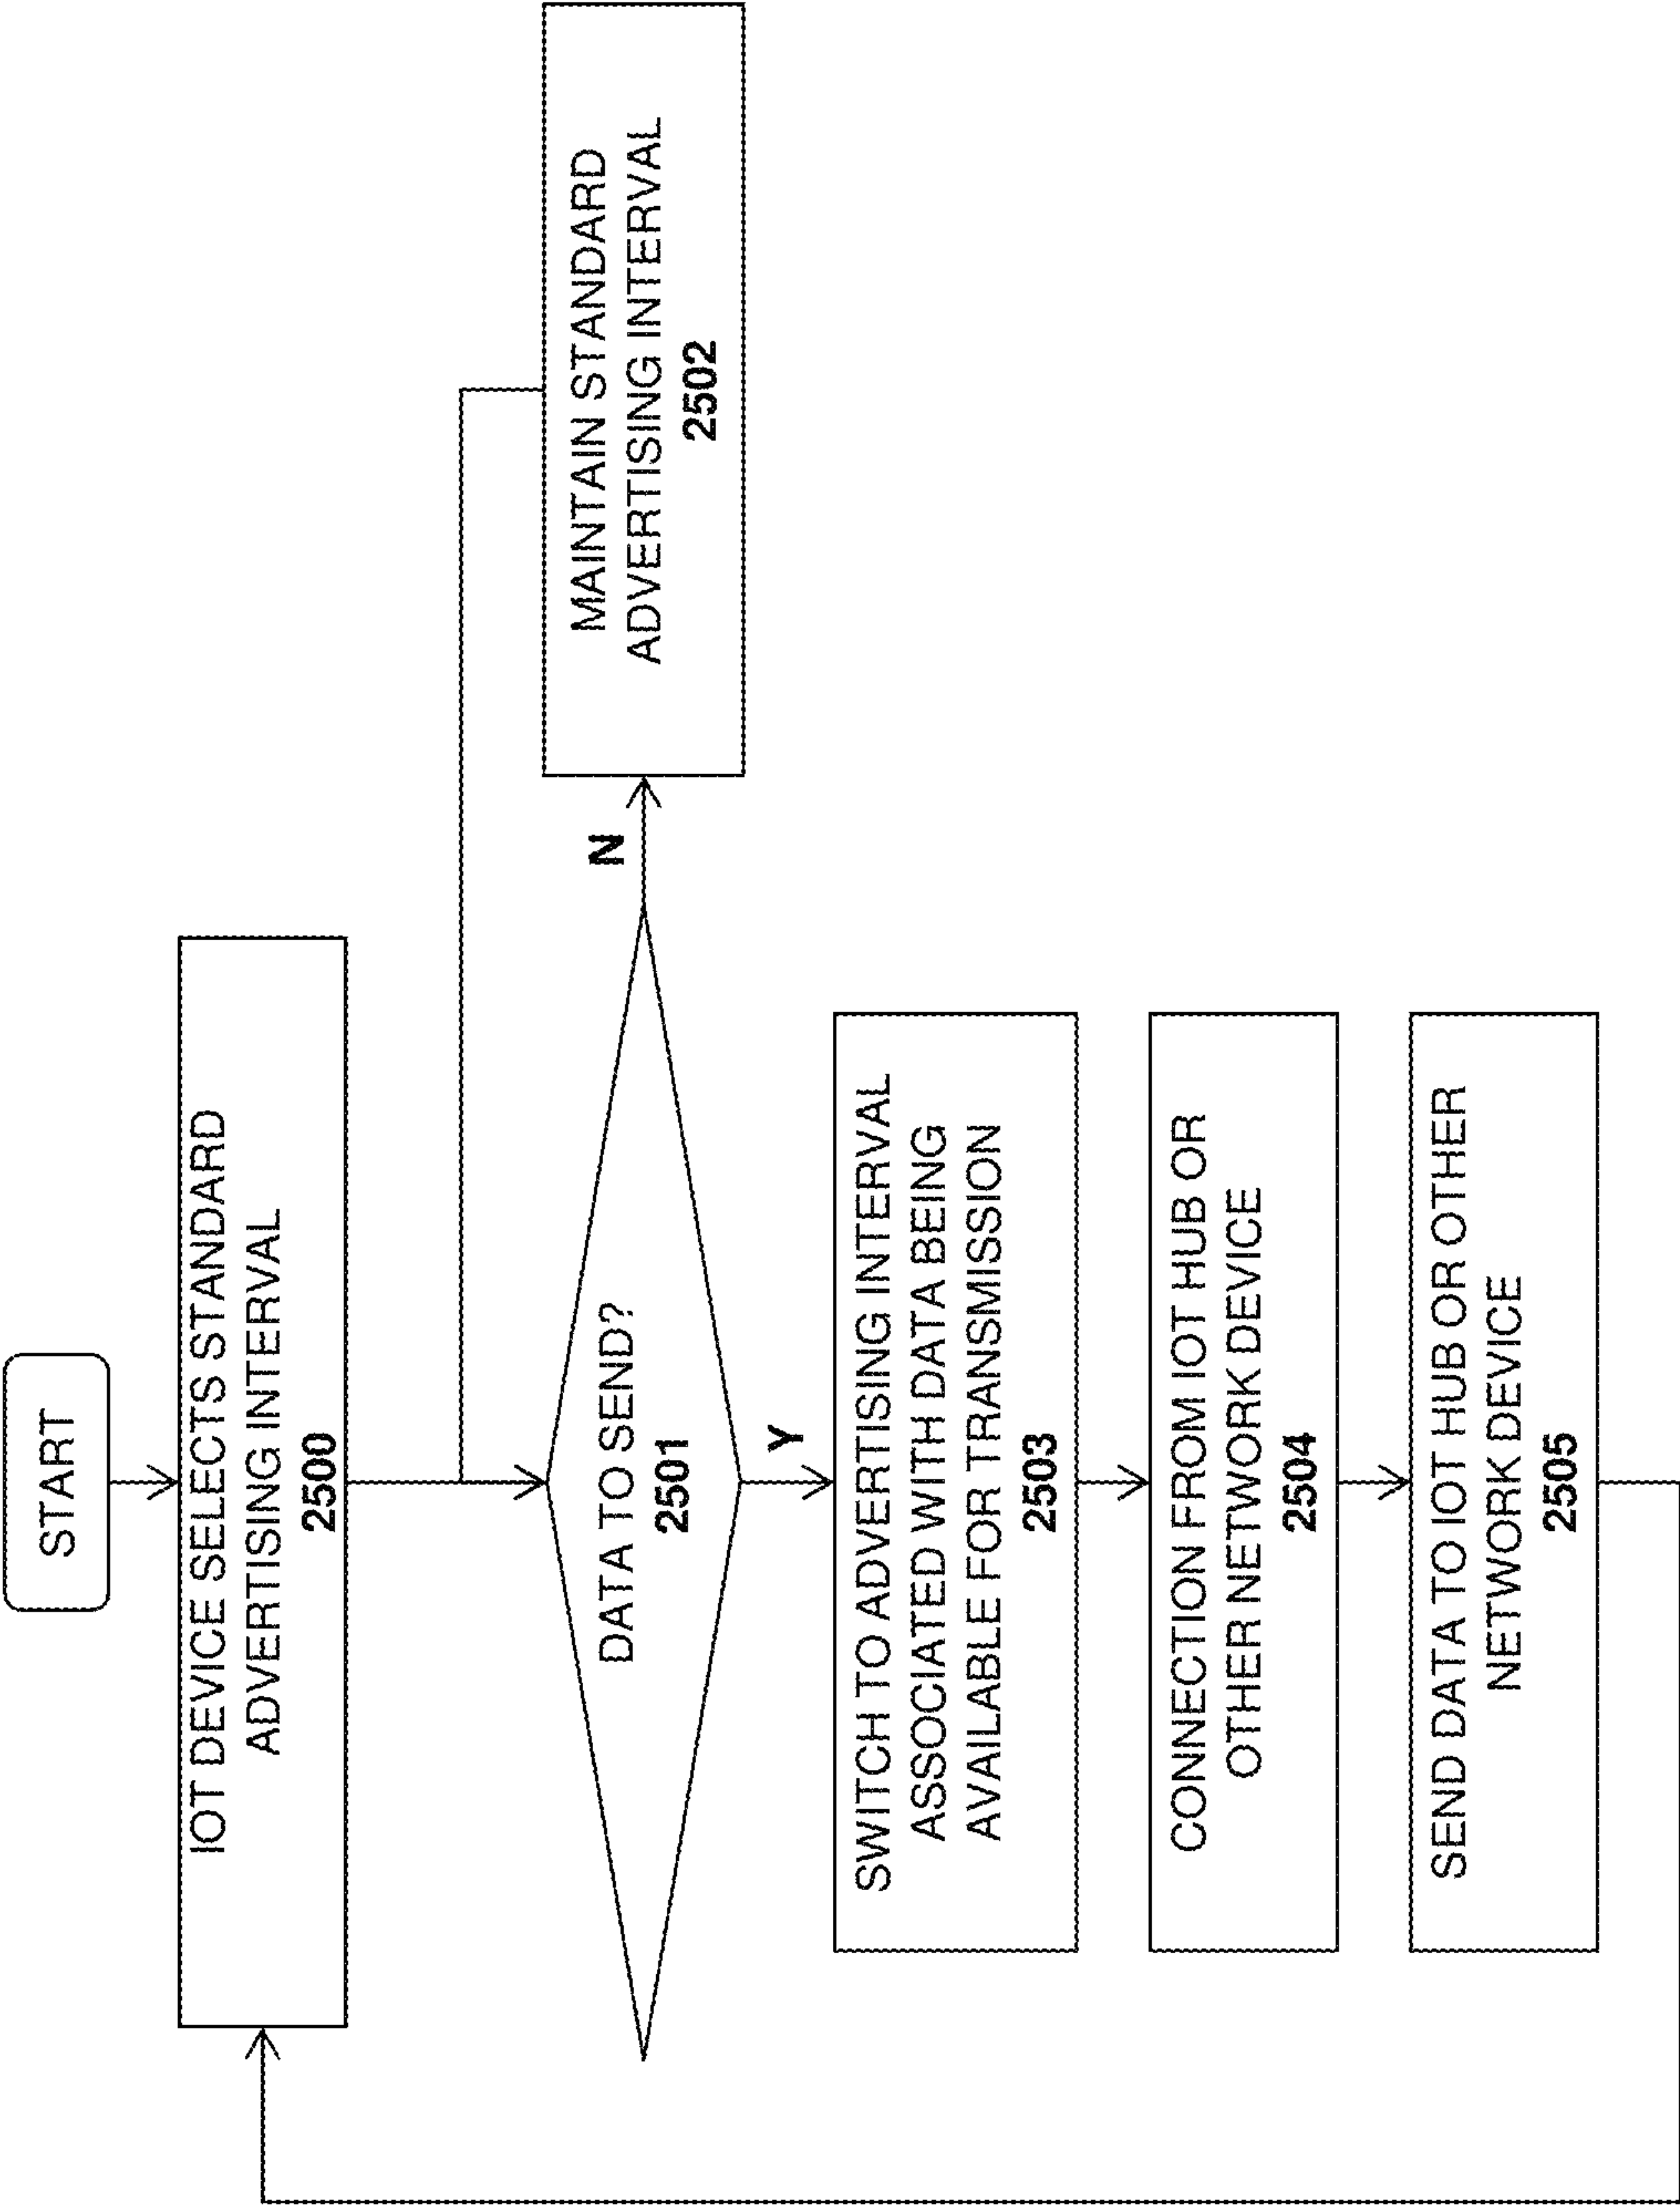 START
IOT DEVICE SELECTS STANDARD
ADVERTISING INTERVAL
2500
DATA TO SEND?
2501
N
MAINTAIN STANDARD
ADVERTISING INTERVAL
2502
Y
SWITCH TO ADVERTISING INTERVAL
ASSOCIATED WITH DATA BEING
AVAILABLE FOR TRANSMISSION
2503
CONNECTION FROM IOT HUB OR
OTHER NETWORK DEVICE
2504
SEND DATA TO IOT HUB OR OTHER
NETWORK DEVICE
2505